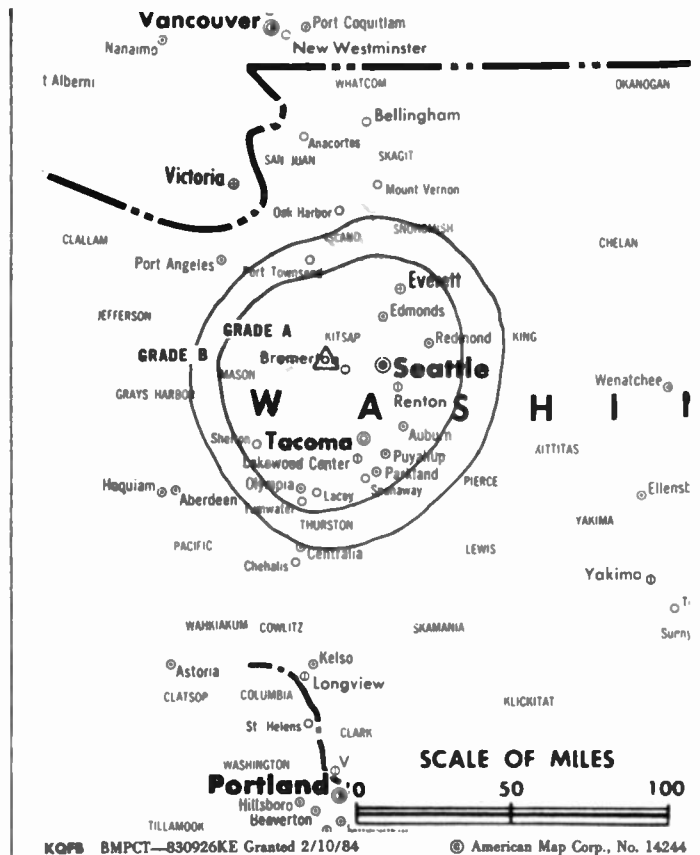 Vancouver Port Coquitlam
Nanaimo New Westminster
t Alberni WHATCOM OKANOGAN
Bellingham
Anacortes
SAN JUAN SKAGIT
Victoria Mount Vernon
Oak Harbor
SNOHOMISH
CLALLAM ISLAND CHELAN
Port Angeles Port Townsend
Everett
JEFFERSON Edmonds
GRADE A KITSAP Redmond KING
GRADE B Bremerton Seattle
MASON Wenatchee
GRAYS HARBOR W A S H I
Renton
Shelton Tacoma Auburn
KITTITAS
Lakewood Center Puyallup
Hoquiam Olympia Parkland PIERCE Ellensb
Aberdeen Lacey Spanaway
Tumwater
THURSTON YAKIMA
PACIFIC Centralia LEWIS
Chehalis Yakima
T
WAHKIAKUM COWLITZ SKAMANIA Sunny
Kelso
Astoria Longview
CLATSOP COLUMBIA KLICKITAT
St Helens CLARK
WASHINGTON V SCALE OF MILES
Portland 0 50 100
Hillsboro
Beaverton
TILLAMOOK
KQFB BMPCT—830926KE Granted 2/10/84 © American Map Corp., No. 14244